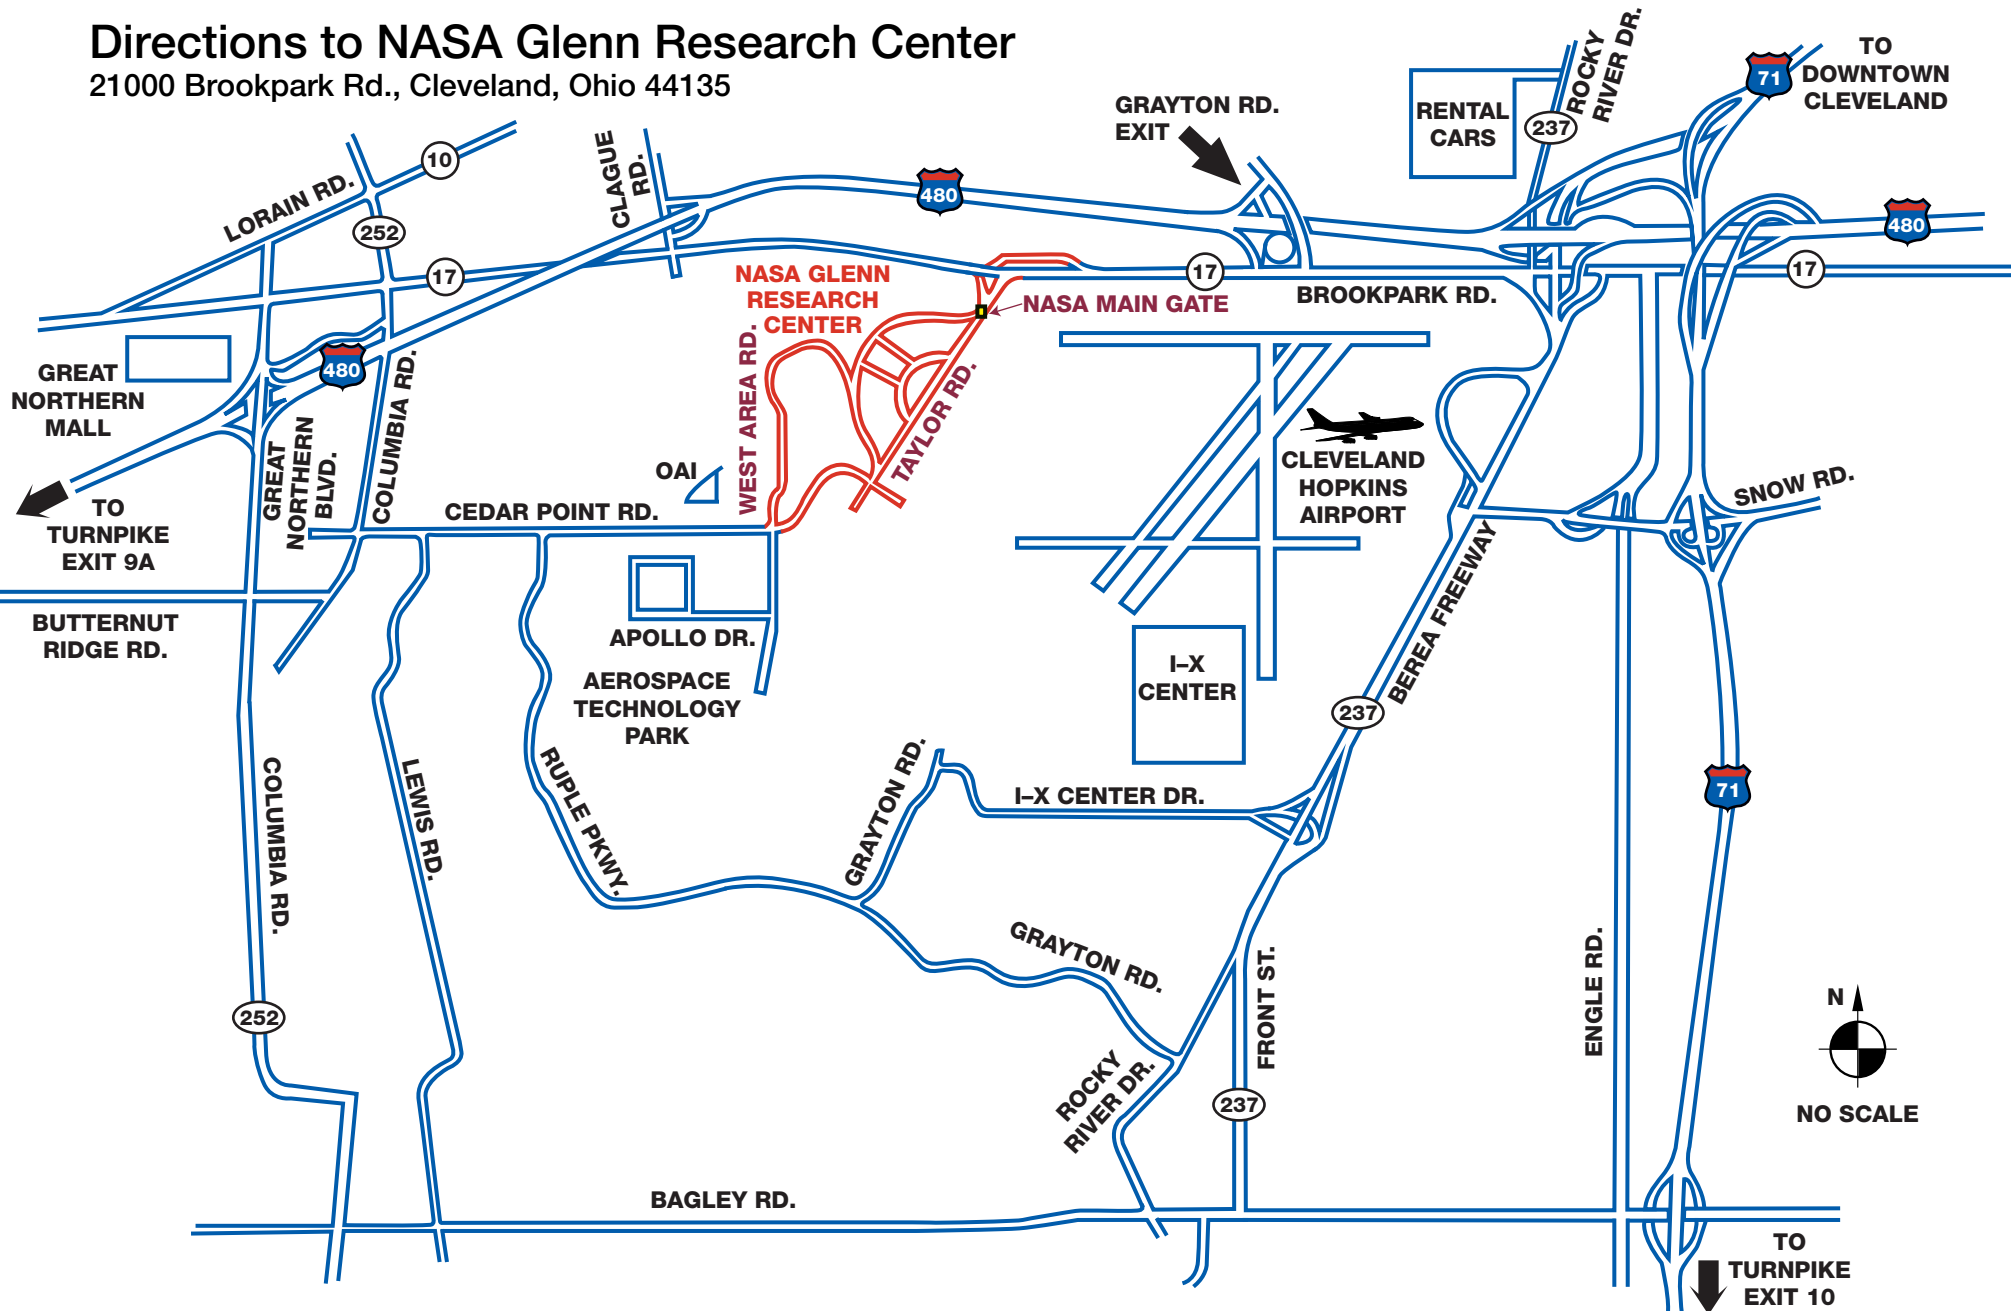 Directions to NASA Glenn Research Center
21000 Brookpark Rd., Cleveland, Ohio 44135
GRAYTON RD.
EXIT
RENTAL
CARS
237
ROCKY
RIVER DR.
71
TO
DOWNTOWN
CLEVELAND
LORAIN RD.
10
252
17
CLAGUE
RD.
480
480
17
17
BROOKPARK RD.
NASA GLENN
RESEARCH
CENTER
NASA MAIN GATE
WEST AREA RD.
TAYLOR RD.
GREAT
NORTHERN
MALL
480
COLUMBIA RD.
GREAT
NORTHERN
BLVD.
TO
TURNPIKE
EXIT 9A
OAI
CEDAR POINT RD.
CLEVELAND
HOPKINS
AIRPORT
SNOW RD.
BEREA FREEWAY
BUTTERNUT
RIDGE RD.
APOLLO DR.
AEROSPACE
TECHNOLOGY
PARK
I–X
CENTER
237
COLUMBIA RD.
LEWIS RD.
RUPLE PKWY.
GRAYTON RD.
I–X CENTER DR.
71
GRAYTON RD.
FRONT ST.
ENGLE RD.
252
ROCKY
RIVER DR.
237
N
NO SCALE
BAGLEY RD.
TO
TURNPIKE
EXIT 10